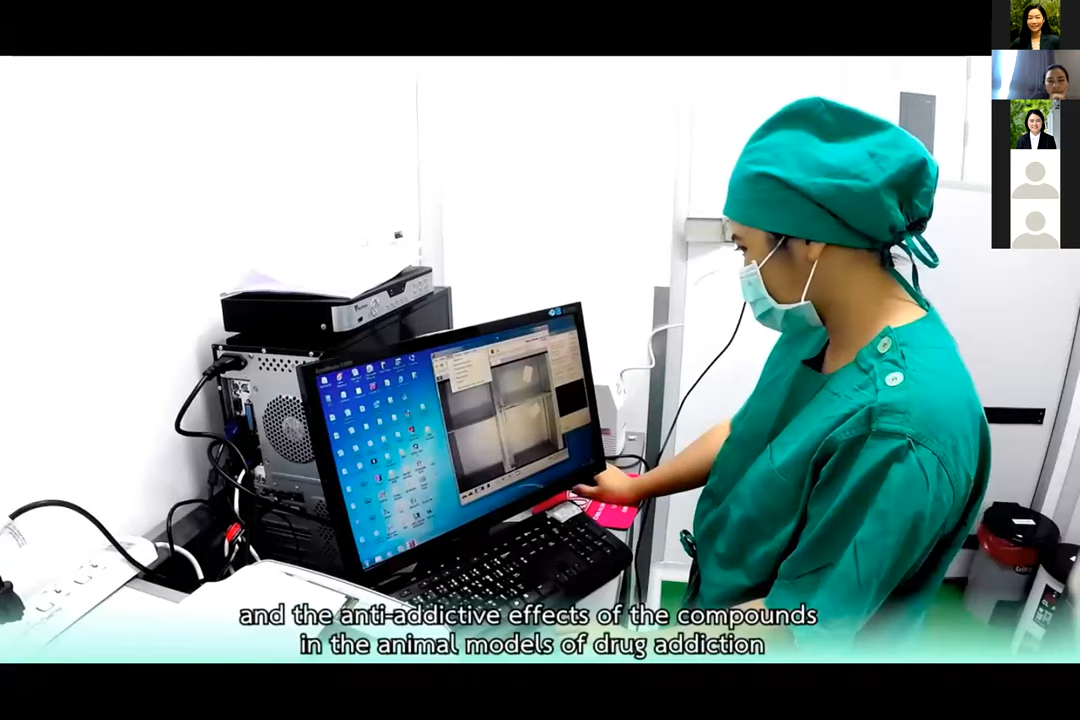 and the anti-addictive effects of the compounds
in the animal models of drug addiction